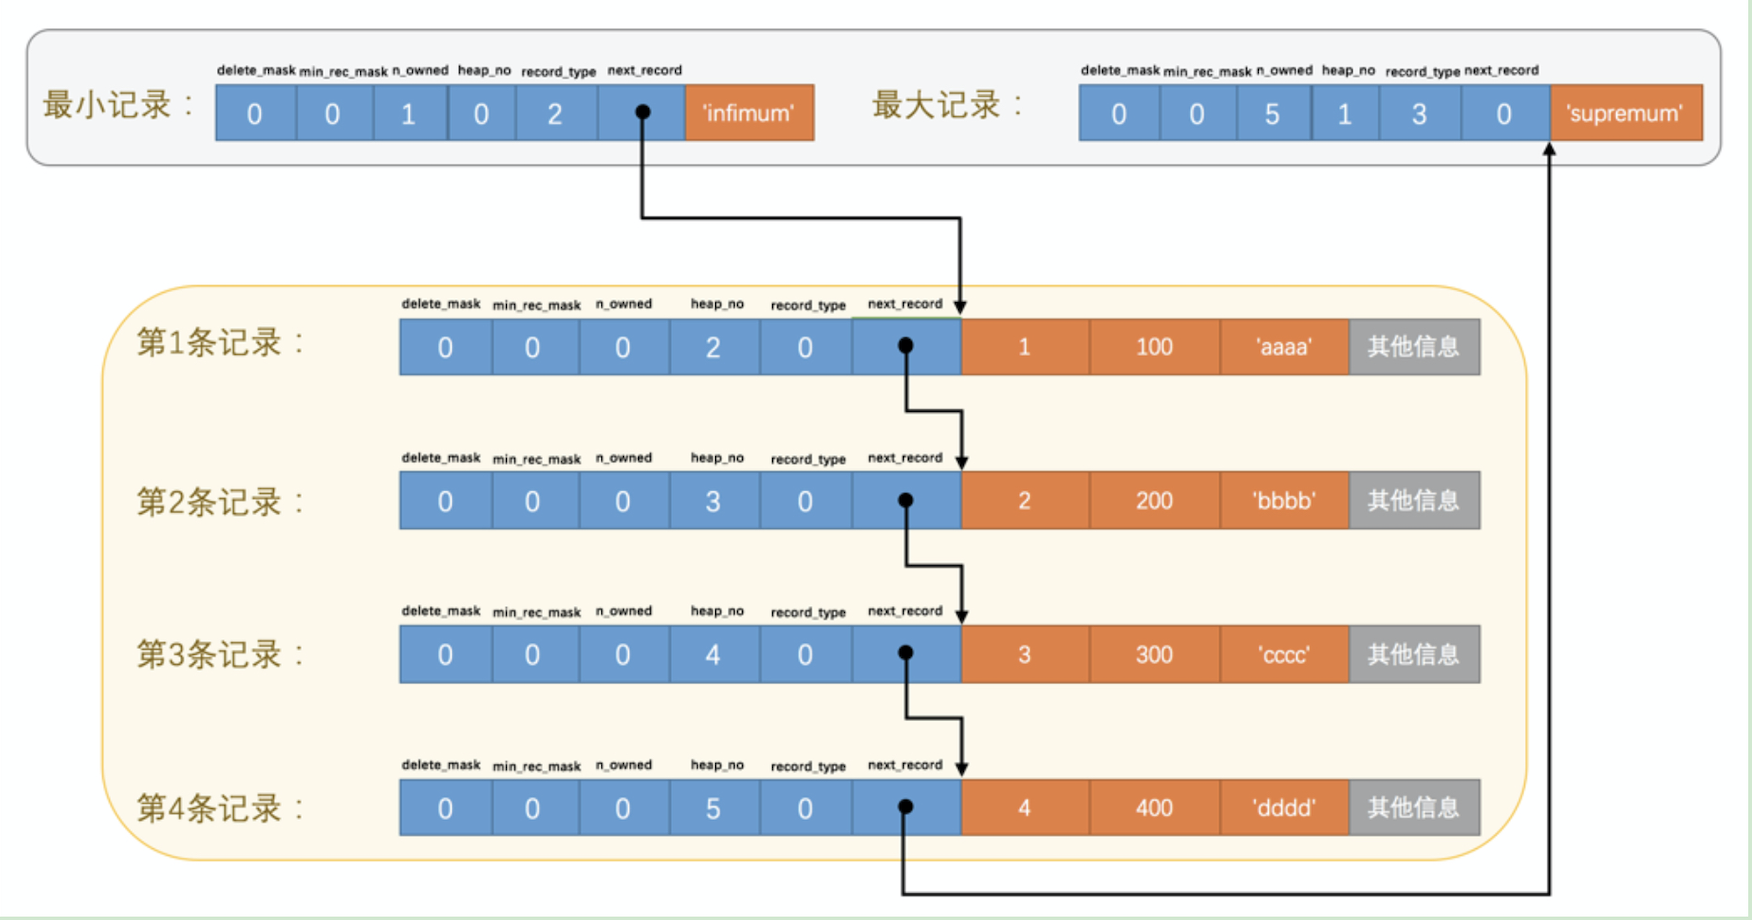 delete_mask min_rec_mask n_owned heap_no record_type next_record
最小记录： 0 0 1 0 2 'infimum'
delete_mask min_rec_mask n_owned heap_no record_type next_record
最大记录： 0 0 5 1 3 0 'supremum'
delete_mask min_rec_mask n_owned heap_no record_type next_record
第1条记录： 0 0 0 2 0 1 100 'aaaa' 其他信息
delete_mask min_rec_mask n_owned heap_no record_type next_record
第2条记录： 0 0 0 3 0 2 200 'bbbb' 其他信息
delete_mask min_rec_mask n_owned heap_no record_type next_record
第3条记录： 0 0 0 4 0 3 300 'cccc' 其他信息
delete_mask min_rec_mask n_owned heap_no record_type next_record
第4条记录： 0 0 0 5 0 4 400 'dddd' 其他信息